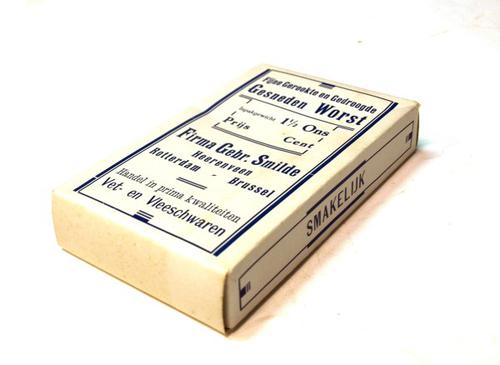 Fijne Gerookte en Gedroogde
Gesneden Worst
Inpakgewicht 1½ Ons
Prijs Cent
Firma Gebr. Smilde
Heerenveen
Rotterdam - Brussel
Handel in prima kwaliteiten
Vet- en Vleeschwaren
SMAKELIJK